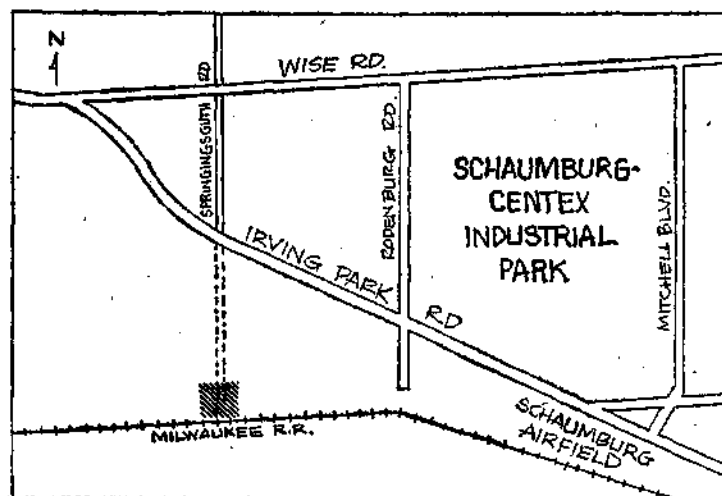 N
WISE RD.
SPRINGINSGUTH RD
RODENBURG RD.
SCHAUMBURG-
CENTEX
INDUSTRIAL
PARK
MITCHELL BLVD.
IRVING PARK RD
SCHAUMBURG
AIRFIELD
MILWAUKEE R.R.